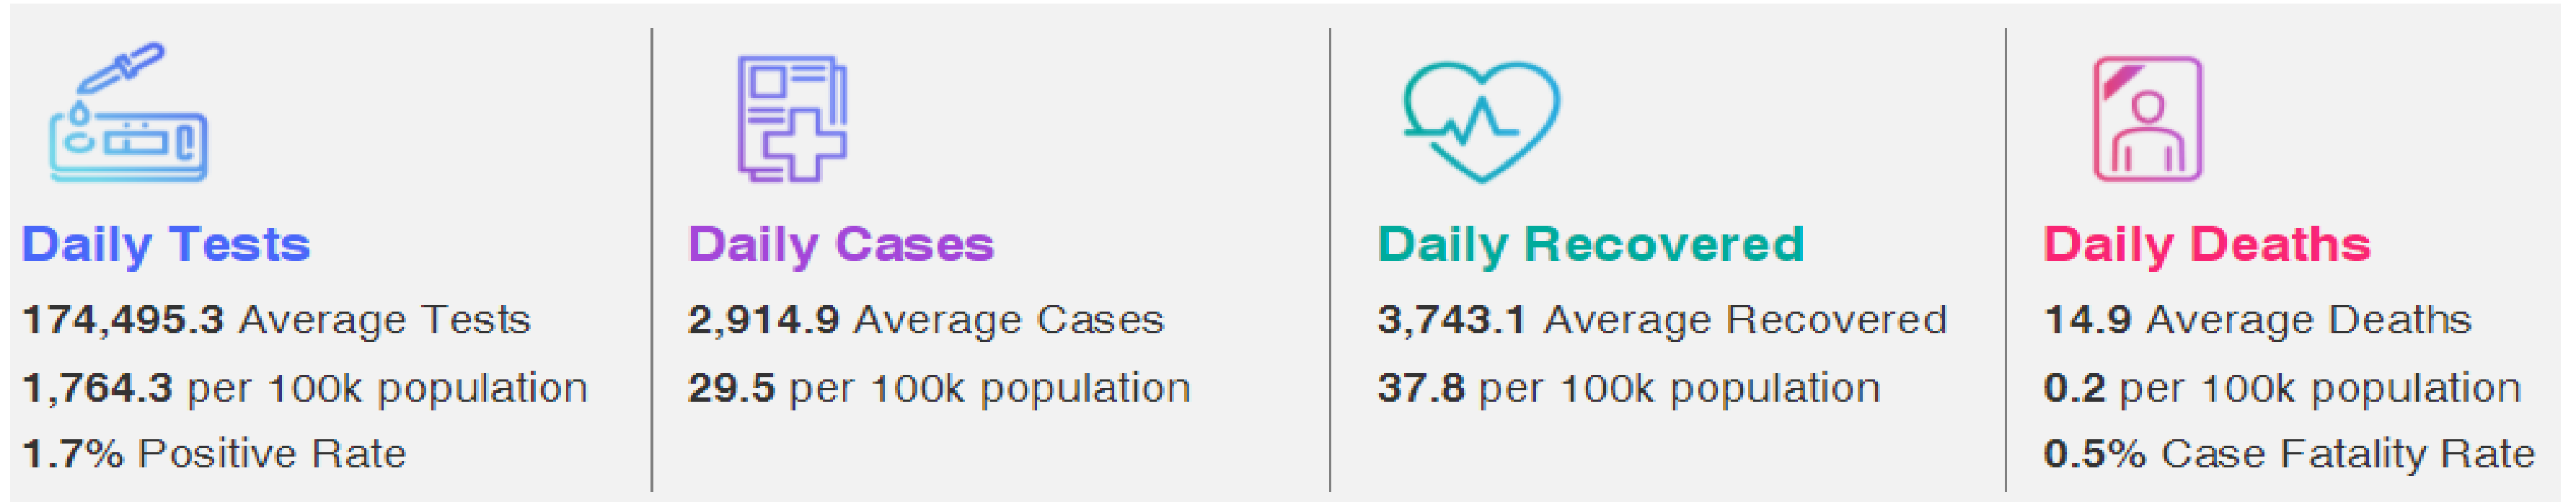 Daily Tests
174,495.3 Average Tests
1,764.3 per 100k population
1.7% Positive Rate
Daily Cases
2,914.9 Average Cases
29.5 per 100k population
Daily Recovered
3,743.1 Average Recovered
37.8 per 100k population
Daily Deaths
14.9 Average Deaths
0.2 per 100k population
0.5% Case Fatality Rate